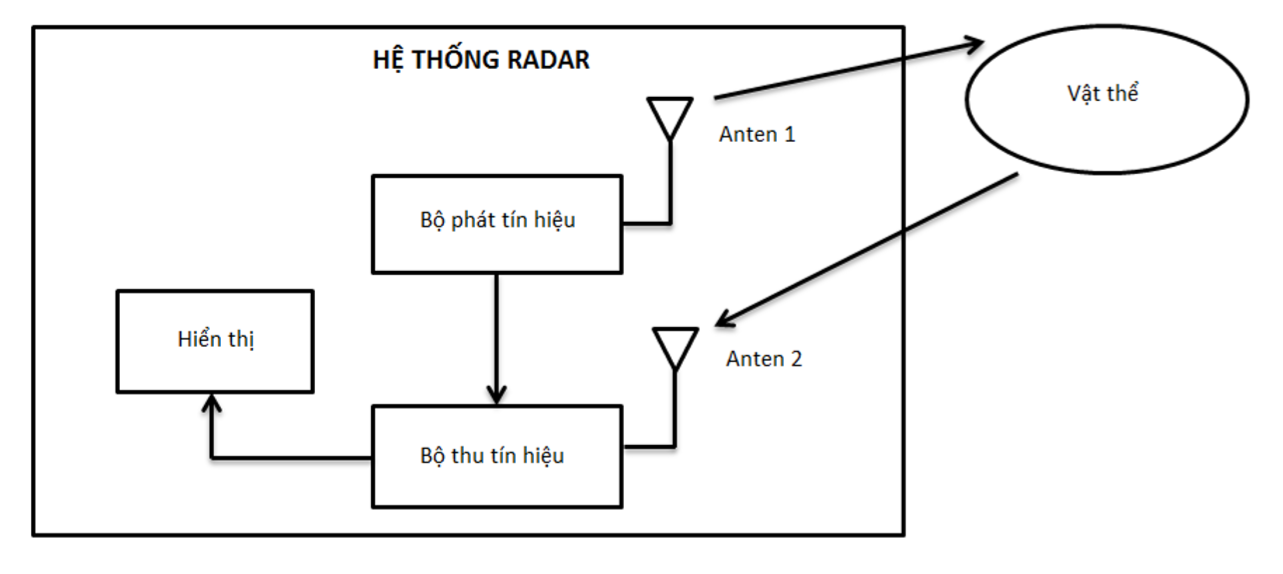 HỆ THỐNG RADAR
Vật thể
Anten 1
Bộ phát tín hiệu
Hiển thị
Anten 2
Bộ thu tín hiệu